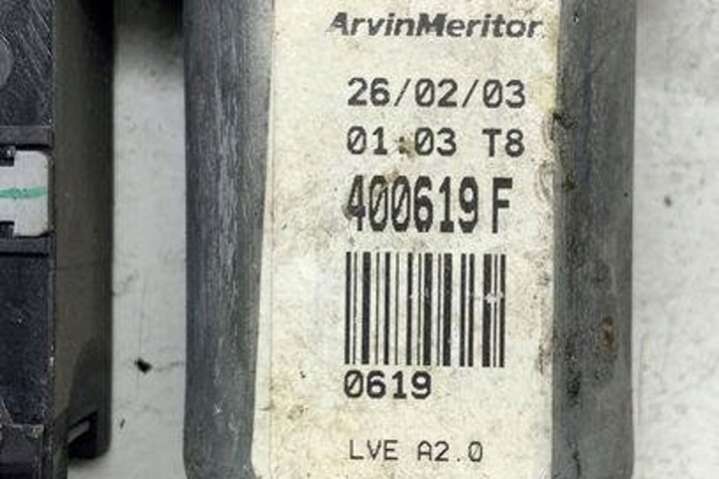 ArvinMeritor
26/02/03
01:03 T8
400619 F
0619
LVE A2.0